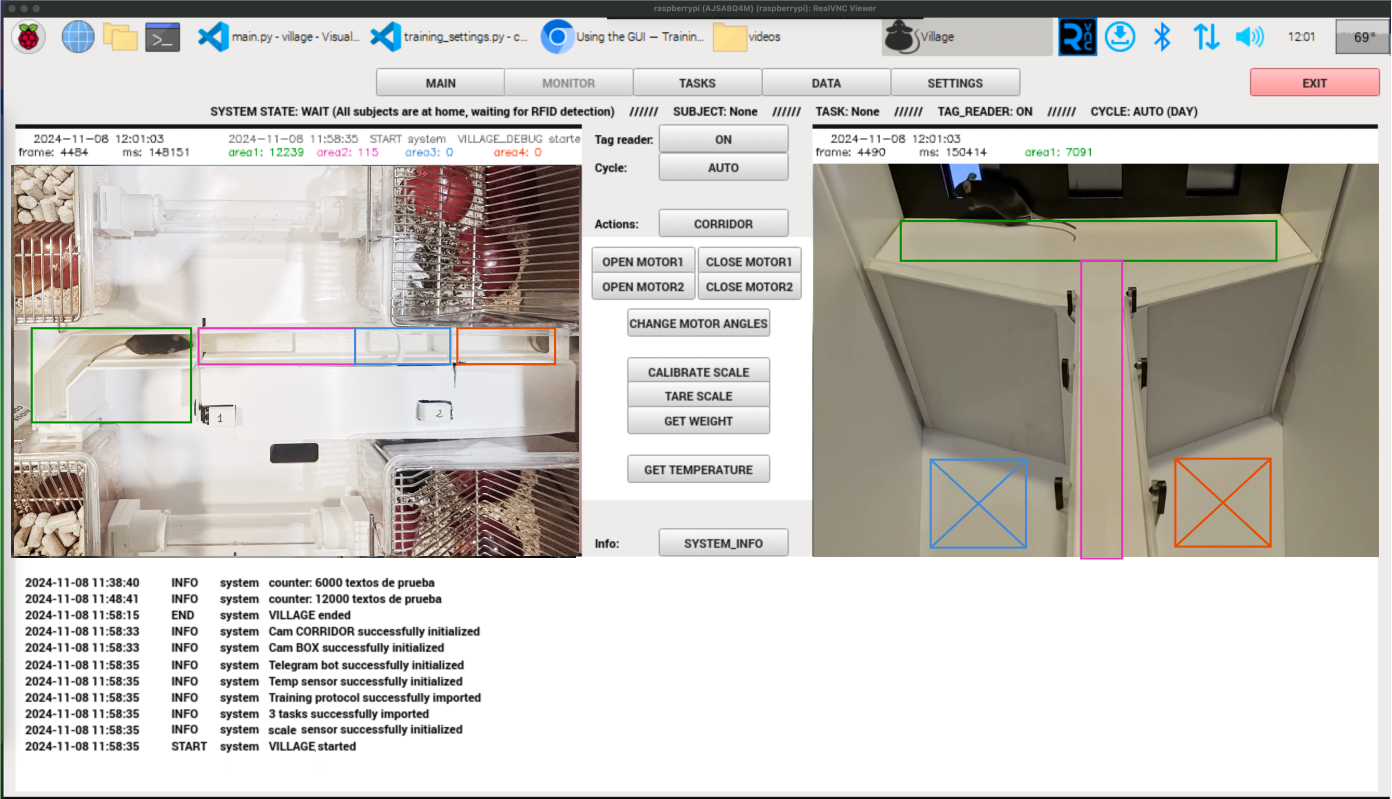 raspberrypi (AJSA8Q4M) (raspberrypi): RealVNC Viewer
main.py - village - Visual...
training_settings.py - c...
Using the GUI — Trainin...
videos
Village
12:01
69°
MAIN
MONITOR
TASKS
DATA
SETTINGS
EXIT
SYSTEM STATE: WAIT (All subjects are at home, waiting for RFID detection) ////// SUBJECT: None ////// TASK: None ////// TAG_READER: ON ////// CYCLE: AUTO (DAY)
2024-11-08 12:01:03 2024-11-08 11:58:35 START system VILLAGE_DEBUG starte
frame: 4484 ms: 148151 area1: 12239 area2: 115 area3: 0 area4: 0
1
2
Tag reader: ON
Cycle: AUTO
Actions: CORRIDOR
OPEN MOTOR1 CLOSE MOTOR1
OPEN MOTOR2 CLOSE MOTOR2
CHANGE MOTOR ANGLES
CALIBRATE SCALE
TARE SCALE
GET WEIGHT
GET TEMPERATURE
Info: SYSTEM_INFO
2024-11-08 12:01:03
frame: 4490 ms: 150414 area1: 7091
2024-11-08 11:38:40 INFO system counter: 6000 textos de prueba
2024-11-08 11:48:41 INFO system counter: 12000 textos de prueba
2024-11-08 11:58:15 END system VILLAGE ended
2024-11-08 11:58:33 INFO system Cam CORRIDOR successfully initialized
2024-11-08 11:58:33 INFO system Cam BOX successfully initialized
2024-11-08 11:58:35 INFO system Telegram bot successfully initialized
2024-11-08 11:58:35 INFO system Temp sensor successfully initialized
2024-11-08 11:58:35 INFO system Training protocol successfully imported
2024-11-08 11:58:35 INFO system 3 tasks successfully imported
2024-11-08 11:58:35 INFO system scale sensor successfully initialized
2024-11-08 11:58:35 START system VILLAGE started